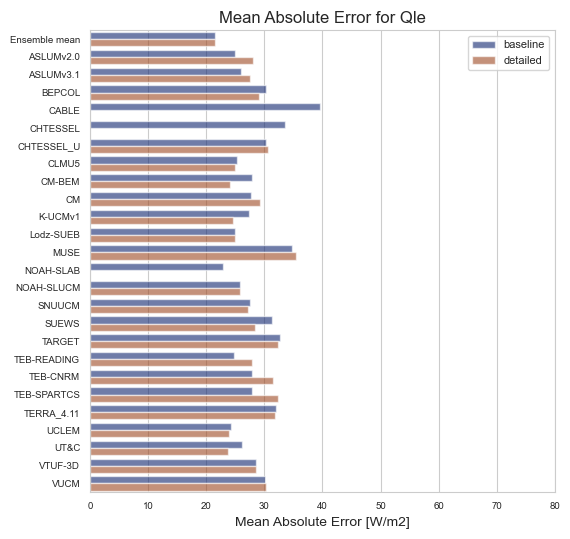 Mean Absolute Error for Qle
baseline
detailed
Ensemble mean
ASLUMv2.0
ASLUMv3.1
BEPCOL
CABLE
CHTESSEL
CHTESSEL_U
CLMU5
CM-BEM
CM
K-UCMv1
Lodz-SUEB
MUSE
NOAH-SLAB
NOAH-SLUCM
SNUUCM
SUEWS
TARGET
TEB-READING
TEB-CNRM
TEB-SPARTCS
TERRA_4.11
UCLEM
UT&C
VTUF-3D
VUCM
0 10 20 30 40 50 60 70 80
Mean Absolute Error [W/m2]